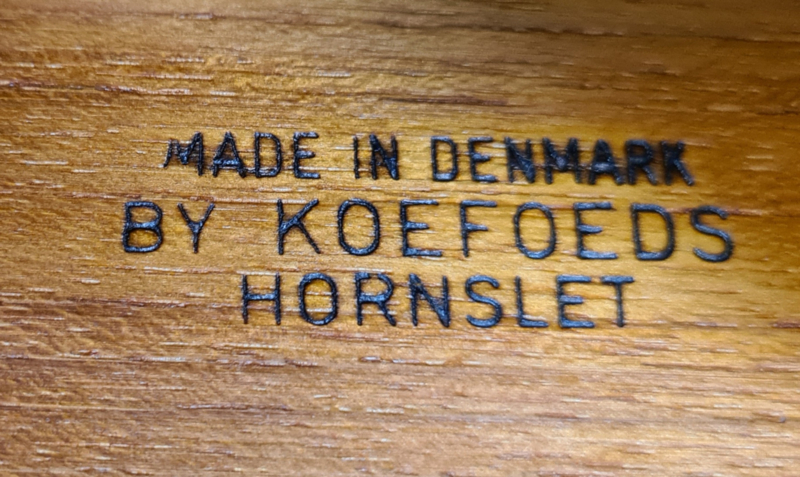 MADE IN DENMARK
BY KOEFOEDS
HORNSLET